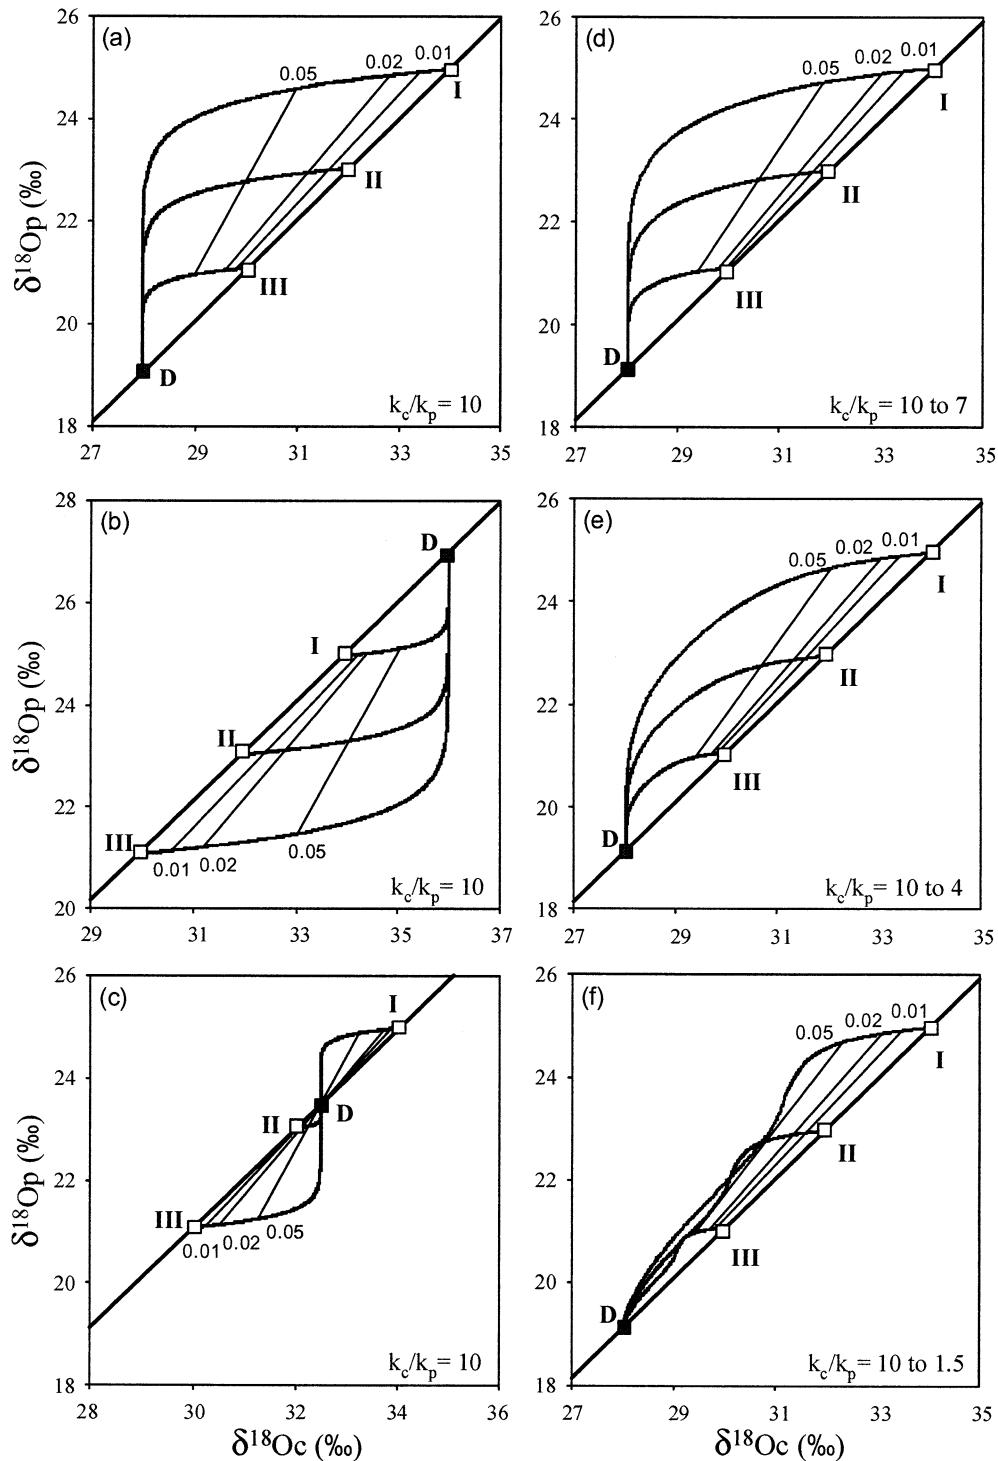 (a)
26
24
22
20
18
27
29
31
33
35
0.05
0.02
0.01
I
II
III
D
kc/kp= 10
δ18Op (‰)
(d)
26
24
22
20
18
27
29
31
33
35
0.05
0.02
0.01
I
II
III
D
kc/kp= 10 to 7
(b)
28
26
24
22
20
29
31
33
35
37
D
I
II
III
0.01
0.02
0.05
kc/kp= 10
δ18Op (‰)
(e)
26
24
22
20
18
27
29
31
33
35
0.05
0.02
0.01
I
II
III
D
kc/kp= 10 to 4
(c)
26
24
22
20
18
28
30
32
34
36
I
D
II
III
0.01
0.02
0.05
kc/kp= 10
δ18Op (‰)
δ18Oc (‰)
(f)
26
24
22
20
18
27
29
31
33
35
0.05
0.02
0.01
I
II
III
D
kc/kp= 10 to 1.5
δ18Oc (‰)